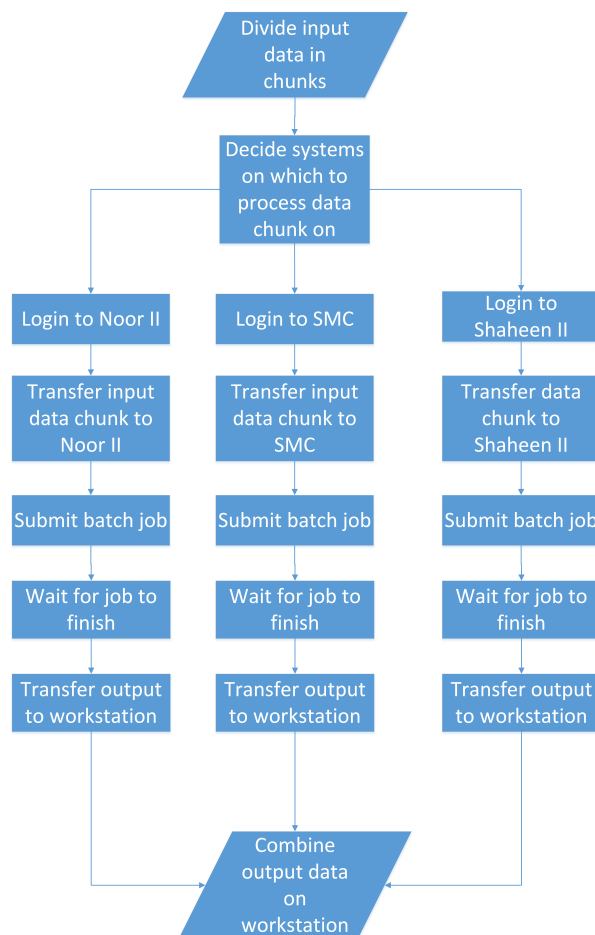 Divide input
data in
chunks
Decide systems
on which to
process data
chunk on
Login to Noor II
Login to SMC
Login to
Shaheen II
Transfer input
data chunk to
Noor II
Transfer input
data chunk to
SMC
Transfer data
chunk to
Shaheen II
Submit batch job
Submit batch job
Submit batch job
Wait for job to
finish
Wait for job to
finish
Wait for job to
finish
Transfer output
to workstation
Transfer output
to workstation
Transfer output
to workstation
Combine
output data
on
workstation